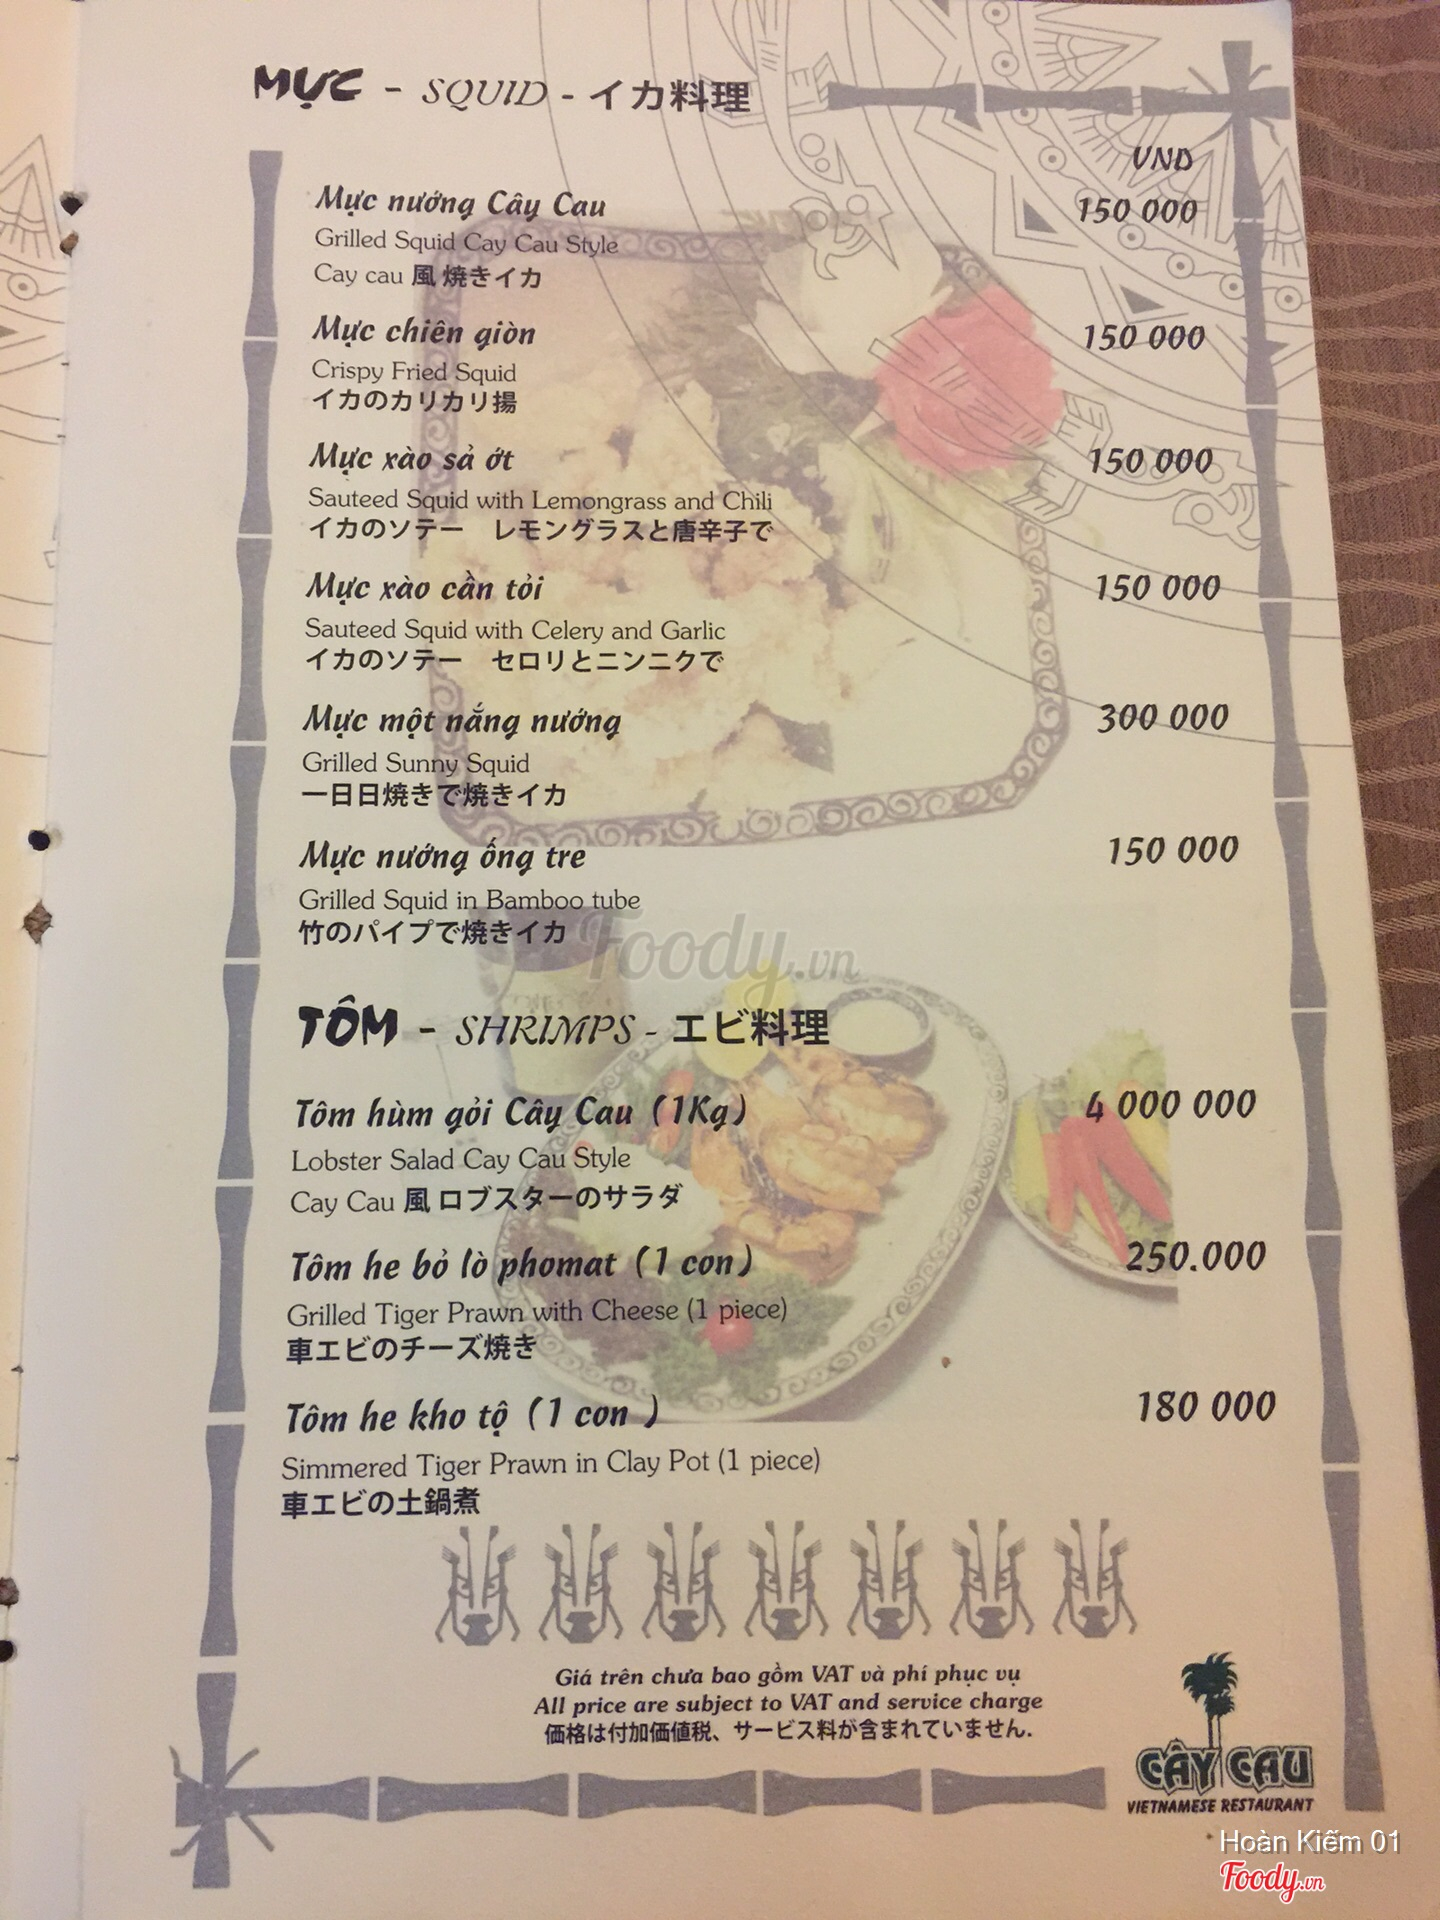 MỰC - SQUID - イカ料理
VND
Mực nướng Cây Cau 150 000
Grilled Squid Cay Cau Style
Cay cau 風 焼きイカ
Mực chiên giòn 150 000
Crispy Fried Squid
イカのカリカリ揚
Mực xào sả ớt 150 000
Sauteed Squid with Lemongrass and Chili
イカのソテー レモングラスと唐辛子で
Mực xào cần tỏi 150 000
Sauteed Squid with Celery and Garlic
イカのソテー セロリとニンニクで
Mực một nắng nướng 300 000
Grilled Sunny Squid
一日日焼きで焼きイカ
Mực nướng ống tre 150 000
Grilled Squid in Bamboo tube
竹のパイプで焼きイカ
Foody.vn
TÔM - SHRIMPS - エビ料理
Tôm hùm gỏi Cây Cau (1Kg) 4 000 000
Lobster Salad Cay Cau Style
Cay Cau 風 ロブスターのサラダ
Tôm he bỏ lò phomat (1 con) 250.000
Grilled Tiger Prawn with Cheese (1 piece)
車エビのチーズ焼き
Tôm he kho tộ (1 con ) 180 000
Simmered Tiger Prawn in Clay Pot (1 piece)
車エビの土鍋煮
Giá trên chưa bao gồm VAT và phí phục vụ
All price are subject to VAT and service charge
価格は付加価値税、サービス料が含まれていません.
CÂY CAU
VIETNAMESE RESTAURANT
Hoàn Kiếm 01
Foody.vn